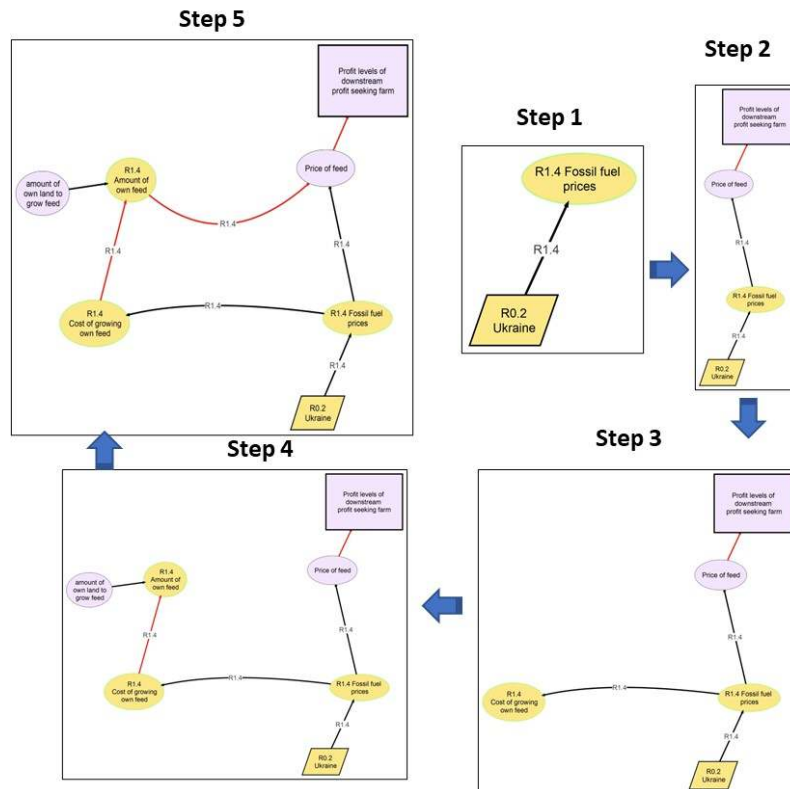 Step 5
Profit levels of
downstream
profit seeking farm
R1.4
Amount of
own feed
Price of feed
amount of
own land to
grow feed
R1.4
R1.4
R1.4
R1.4
R1.4
Cost of growing
own feed
R1.4 Fossil fuel
prices
R1.4
R0.2
Ukraine
Step 1
R1.4 Fossil fuel
prices
R1.4
R0.2
Ukraine
Step 2
Profit levels of
downstream
profit seeking farm
Price of feed
R1.4
R1.4 Fossil fuel
prices
R1.4
R0.2
Ukraine
Step 3
Profit levels of
downstream
profit seeking farm
Price of feed
R1.4
R1.4
R1.4
Cost of growing
own feed
R1.4 Fossil fuel
prices
R1.4
R0.2
Ukraine
Step 4
Profit levels of
downstream
profit seeking farm
R1.4
Amount of
own feed
Price of feed
amount of
own land to
grow feed
R1.4
R1.4
R1.4
R1.4
Cost of growing
own feed
R1.4 Fossil fuel
prices
R1.4
R0.2
Ukraine